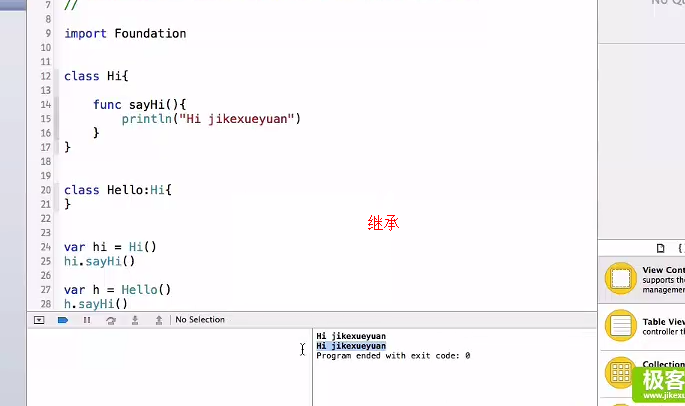 No Qu
7 //
8
9 import Foundation
10
11
12 class Hi{
13
14 func sayHi(){
15 println("Hi jikexueyuan")
16 }
17 }
18
19
20 class Hello:Hi{
21 }
22
继承
23
24 var hi = Hi()
25 hi.sayHi()
26
27 var h = Hello()
28 h.sayHi()
No Selection
Hi jikexueyuan
Hi jikexueyuan
Program ended with exit code: 0
{
View Cont
supports the
management
Table View
controller th
Collection
极客
www.jikexu